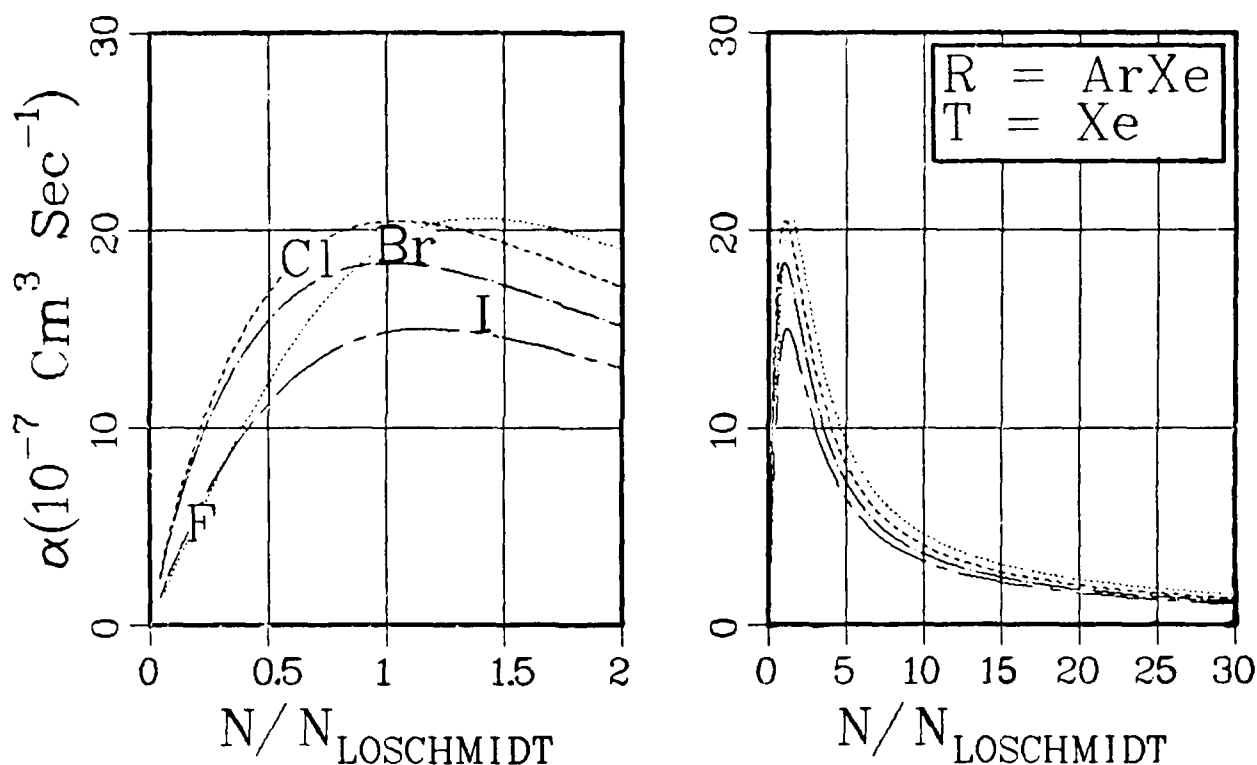 α(10⁻⁷ Cm³ Sec⁻¹)
30
20
10
0
Cl
Br
I
F
0 0.5 1 1.5 2
N/N_LOSCHMIDT
30
20
10
0
R = ArXe
T = Xe
0 5 10 15 20 25 30
N/N_LOSCHMIDT